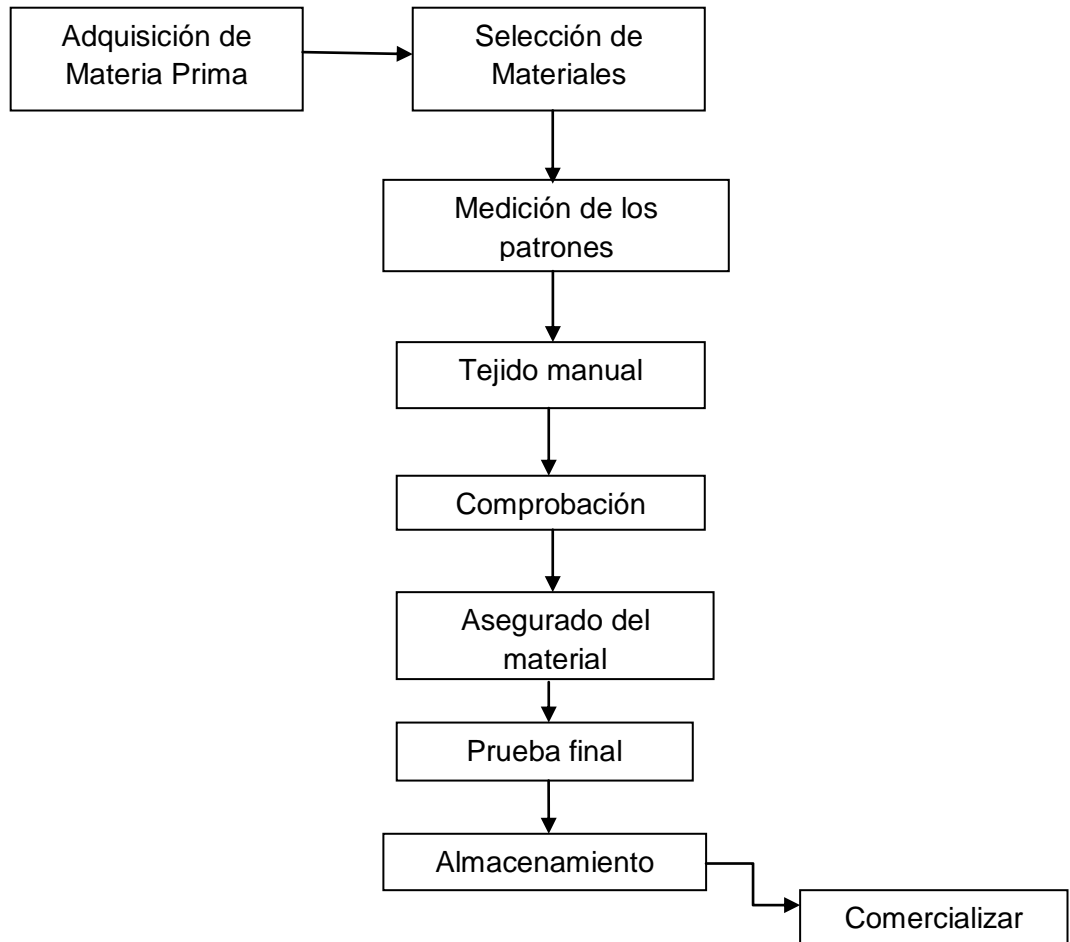 Adquisición de
Materia Prima
Selección de
Materiales
Medición de los
patrones
Tejido manual
Comprobación
Asegurado del
material
Prueba final
Almacenamiento
Comercializar